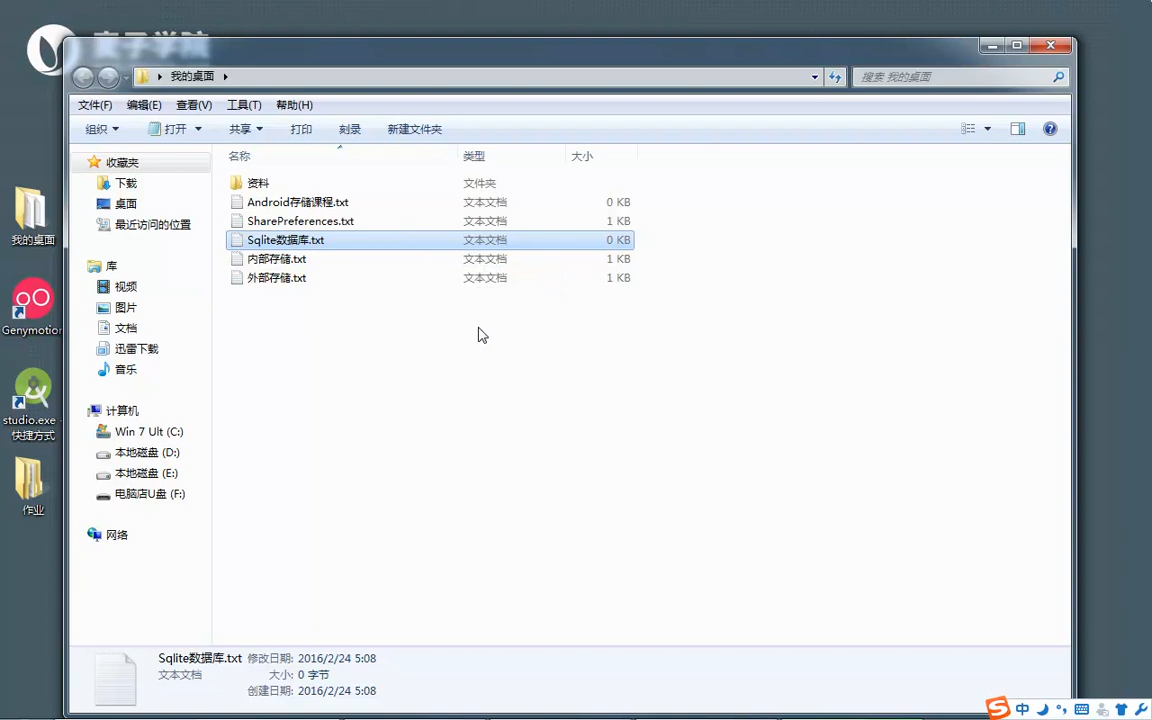 麦子学院
我的桌面
搜索 我的桌面
文件(F) 编辑(E) 查看(V) 工具(T) 帮助(H)
组织 打开 共享 打印 刻录 新建文件夹
名称 类型 大小
收藏夹
下载
桌面
最近访问的位置
库
视频
图片
文档
迅雷下载
音乐
计算机
Win 7 Ult (C:)
本地磁盘 (D:)
本地磁盘 (E:)
电脑店U盘 (F:)
网络
资料 文件夹
Android存储课程.txt 文本文档 0 KB
SharePreferences.txt 文本文档 1 KB
Sqlite数据库.txt 文本文档 0 KB
内部存储.txt 文本文档 1 KB
外部存储.txt 文本文档 1 KB
我的桌面
Genymotion
studio.exe -
快捷方式
作业
Sqlite数据库.txt 修改日期: 2016/2/24 5:08
文本文档 大小: 0 字节
创建日期: 2016/2/24 5:08
S 中